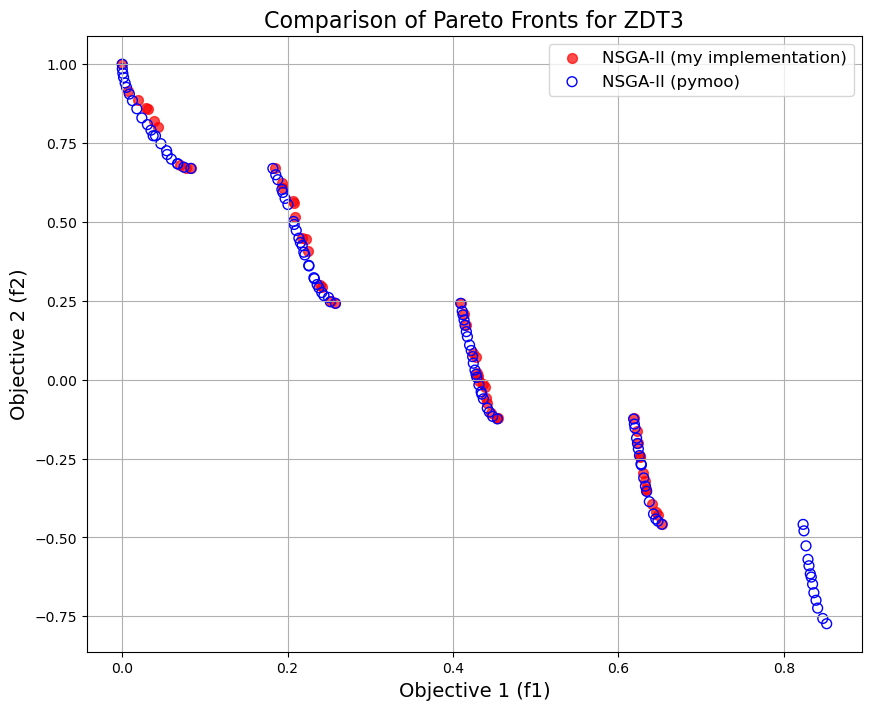 Comparison of Pareto Fronts for ZDT3
NSGA-II (my implementation)
NSGA-II (pymoo)
Objective 2 (f2)
1.00
0.75
0.50
0.25
0.00
−0.25
−0.50
−0.75
0.0 0.2 0.4 0.6 0.8
Objective 1 (f1)